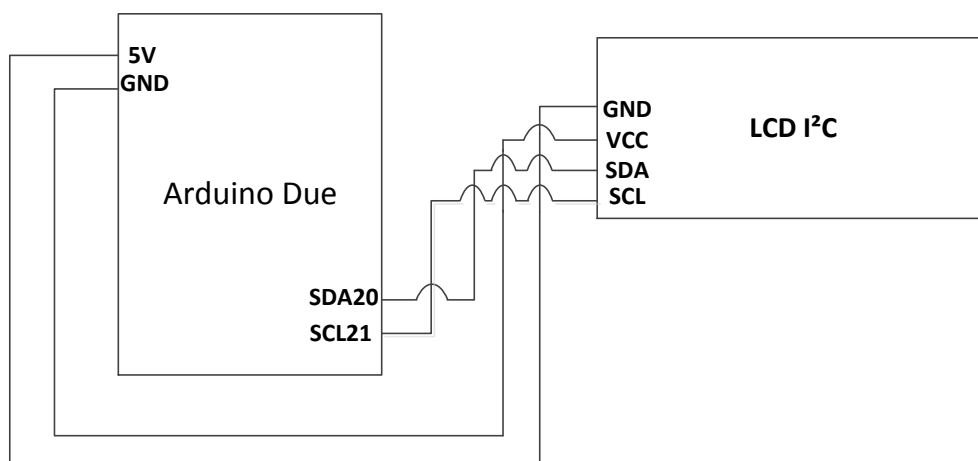 5V
GND
Arduino Due
SDA20
SCL21
GND
VCC
SDA
SCL
LCD I²C